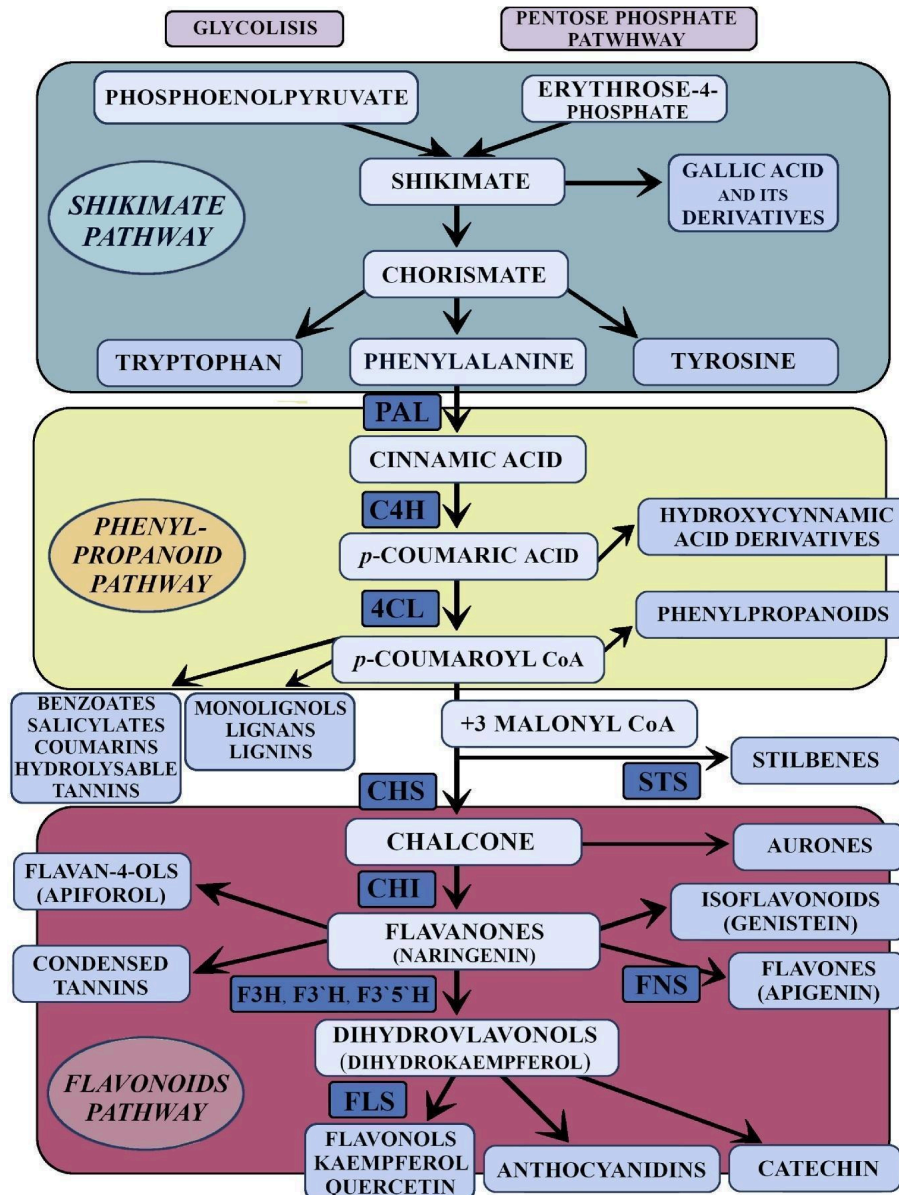 GLYCOLISIS
PENTOSE PHOSPHATE
PATWHWAY
PHOSPHOENOLPYRUVATE
ERYTHROSE-4-
PHOSPHATE
SHIKIMATE
PATHWAY
SHIKIMATE
GALLIC ACID
AND ITS
DERIVATIVES
CHORISMATE
TRYPTOPHAN
PHENYLALANINE
TYROSINE
PAL
CINNAMIC ACID
PHENYL-
PROPANOID
PATHWAY
C4H
p-COUMARIC ACID
HYDROXYCYNNAMIC
ACID DERIVATIVES
4CL
PHENYLPROPANOIDS
p-COUMAROYL CoA
BENZOATES
SALICYLATES
COUMARINS
HYDROLYSABLE
TANNINS
MONOLIGNOLS
LIGNANS
LIGNINS
+3 MALONYL CoA
STILBENES
STS
CHS
CHALCONE
AURONES
FLAVAN-4-OLS
(APIFOROL)
CHI
ISOFLAVONOIDS
(GENISTEIN)
FLAVANONES
(NARINGENIN)
CONDENSED
TANNINS
F3H, F3`H, F3`5`H
FNS
FLAVONES
(APIGENIN)
DIHYDROVLAVONOLS
(DIHYDROKAEMPFEROL)
FLAVONOIDS
PATHWAY
FLS
FLAVONOLS
KAEMPFEROL
QUERCETIN
ANTHOCYANIDINS
CATECHIN